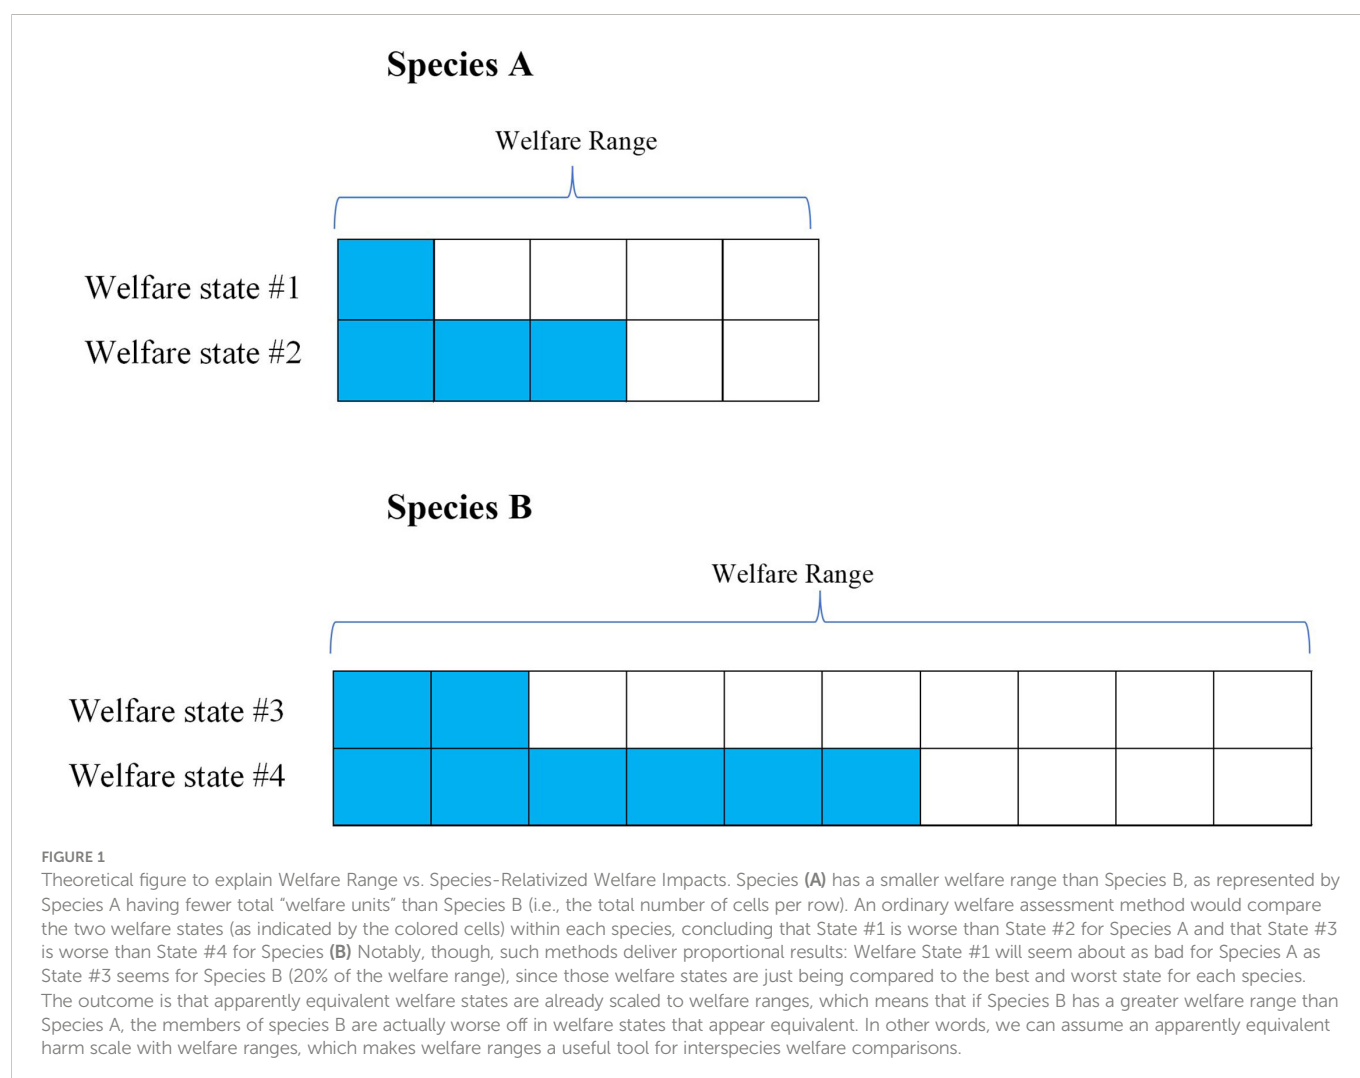 Species A
Welfare Range
Welfare state #1
Welfare state #2
Species B
Welfare Range
Welfare state #3
Welfare state #4
FIGURE 1
Theoretical figure to explain Welfare Range vs. Species-Relativized Welfare Impacts. Species (A) has a smaller welfare range than Species B, as represented by
Species A having fewer total “welfare units” than Species B (i.e., the total number of cells per row). An ordinary welfare assessment method would compare
the two welfare states (as indicated by the colored cells) within each species, concluding that State #1 is worse than State #2 for Species A and that State #3
is worse than State #4 for Species (B) Notably, though, such methods deliver proportional results: Welfare State #1 will seem about as bad for Species A as
State #3 seems for Species B (20% of the welfare range), since those welfare states are just being compared to the best and worst state for each species.
The outcome is that apparently equivalent welfare states are already scaled to welfare ranges, which means that if Species B has a greater welfare range than
Species A, the members of species B are actually worse off in welfare states that appear equivalent. In other words, we can assume an apparently equivalent
harm scale with welfare ranges, which makes welfare ranges a useful tool for interspecies welfare comparisons.